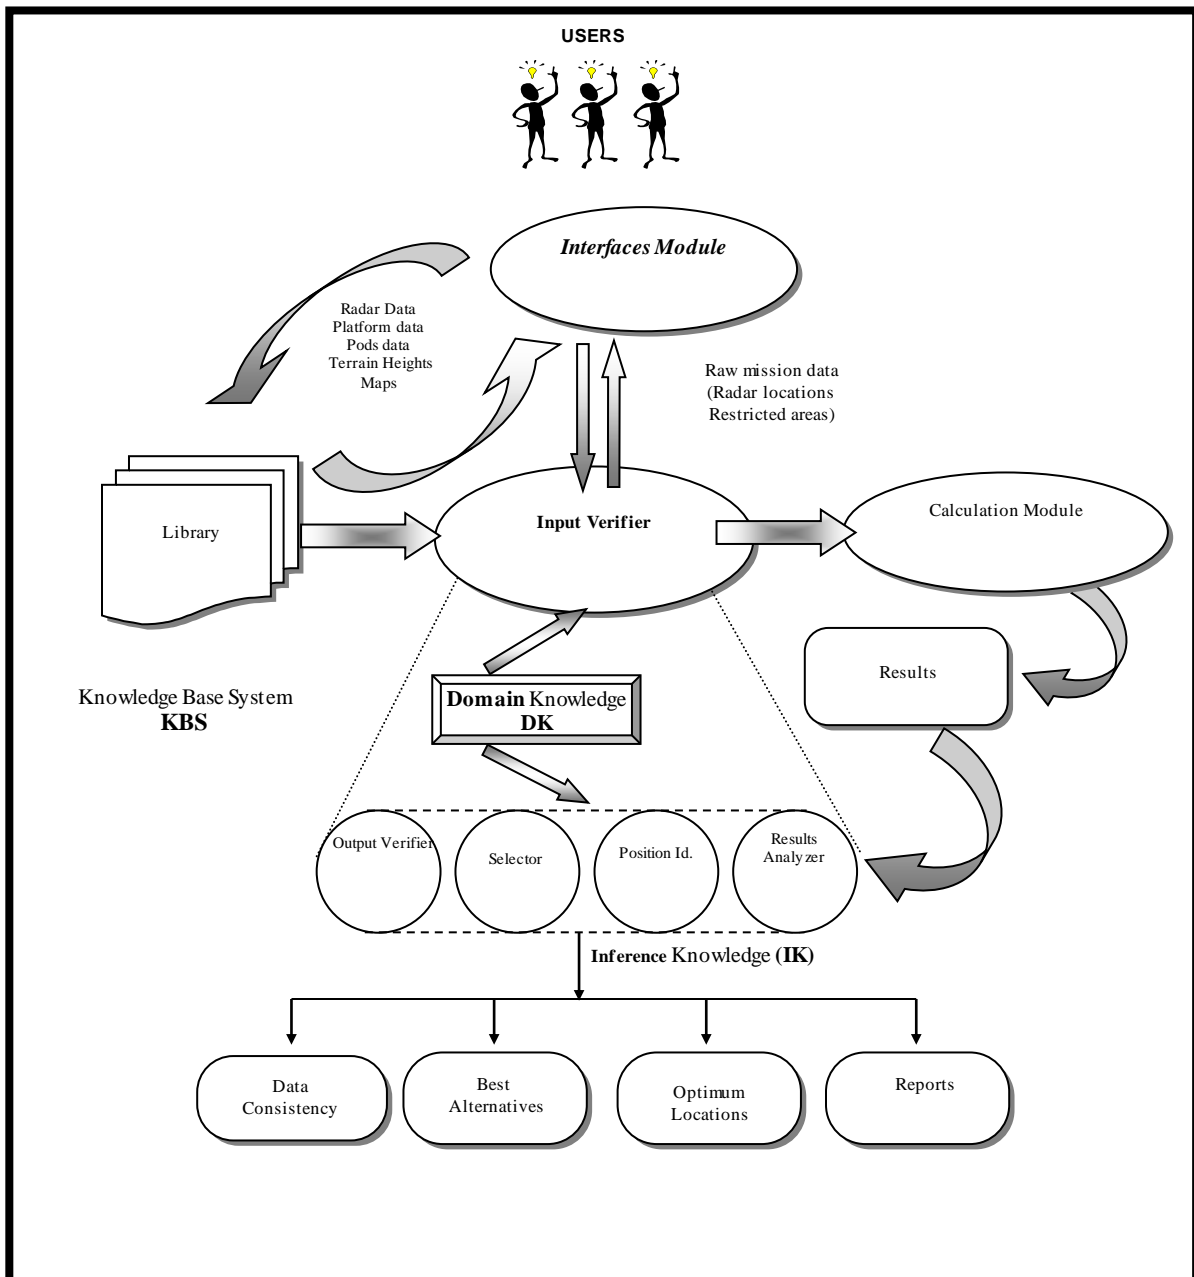 USERS
Interfaces Module
Radar Data
Platform data
Pods data
Terrain Heights
Maps
Raw mission data
(Radar locations
Restricted areas)
Library
Input Verifier
Calculation Module
Knowledge Base System
KBS
Domain Knowledge
DK
Results
Output Verifier
Selector
Position Id.
Results
Analyzer
Inference Knowledge (IK)
Data
Consistency
Best
Alternatives
Optimum
Locations
Reports